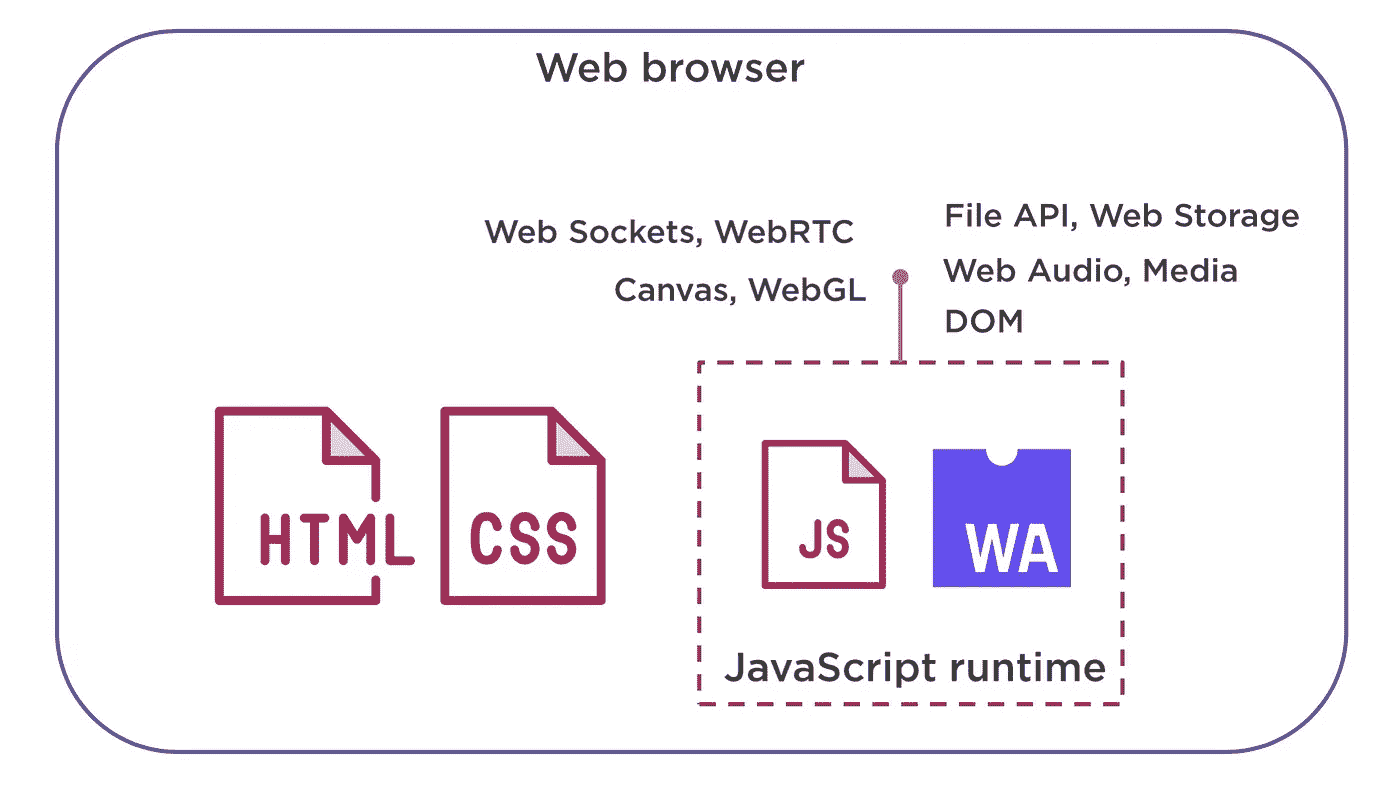 Web browser
Web Sockets, WebRTC
Canvas, WebGL
File API, Web Storage
Web Audio, Media
DOM
HTML
CSS
JS
WA
JavaScript runtime